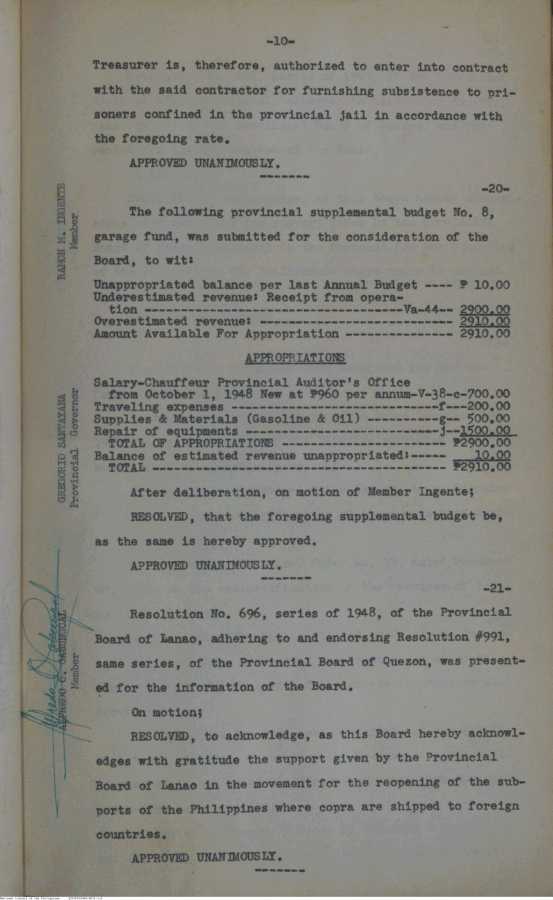 -10-
Treasurer is, therefore, authorized to enter into contract
with the said contractor for furnishing subsistence to pri-
soners confined in the provincial jail in accordance with
the foregoing rate.
APPROVED UNANIMOUSLY.
-------
-20-
The following provincial supplemental budget No. 8,
garage fund, was submitted for the consideration of the
Board, to wit:
Unappropriated balance per last Annual Budget ---- ₱ 10.00
Underestimated revenue: Receipt from opera-
tion -----------------------------------Va-44-- 2900.00
Overestimated revenue: -------------------------- 2910.00
Amount Available For Appropriation -------------- 2910.00
APPROPRIATIONS
Salary-Chauffeur Provincial Auditor's Office
from October 1, 1948 New at ₱960 per annum-V-38-c-700.00
Traveling expenses ----------------------------f---200.00
Supplies & Materials (Gasoline & Oil) ----------g-- 500.00
Repair of equipments ---------------------------j--1500.00
TOTAL OF APPROPRIATIONS ---------------------- ₱2900.00
Balance of estimated revenue unappropriated:----- 10.00
TOTAL ---------------------------------------- ₱2910.00
After deliberation, on motion of Member Ingente;
RESOLVED, that the foregoing supplemental budget be,
as the same is hereby approved.
APPROVED UNANIMOUSLY.
-------
-21-
Resolution No. 696, series of 1948, of the Provincial
Board of Lanao, adhering to and endorsing Resolution #991,
same series, of the Provincial Board of Quezon, was present-
ed for the information of the Board.
On motion;
RESOLVED, to acknowledge, as this Board hereby acknowl-
edges with gratitude the support given by the Provincial
Board of Lanao in the movement for the reopening of the sub-
ports of the Philippines where copra are shipped to foreign
countries.
APPROVED UNANIMOUSLY.
-------
RAMON M. INGENTE
Member
GREGORIO SANTAYANA
Provincial Governor
ALFREDO C.
Member
National Library of the Philippines